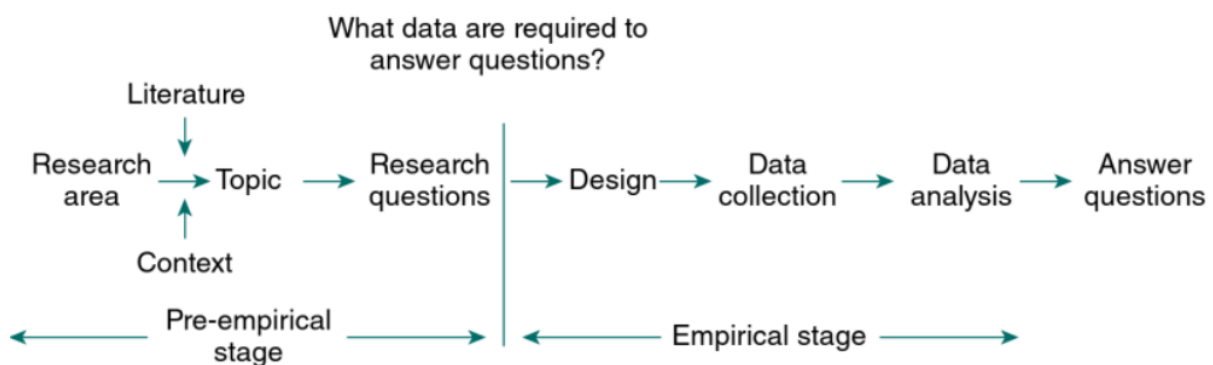 What data are required to
answer questions?
Literature
Research
area
Topic
Research
questions
Design
Data
collection
Data
analysis
Answer
questions
Context
Pre-empirical
stage
Empirical stage